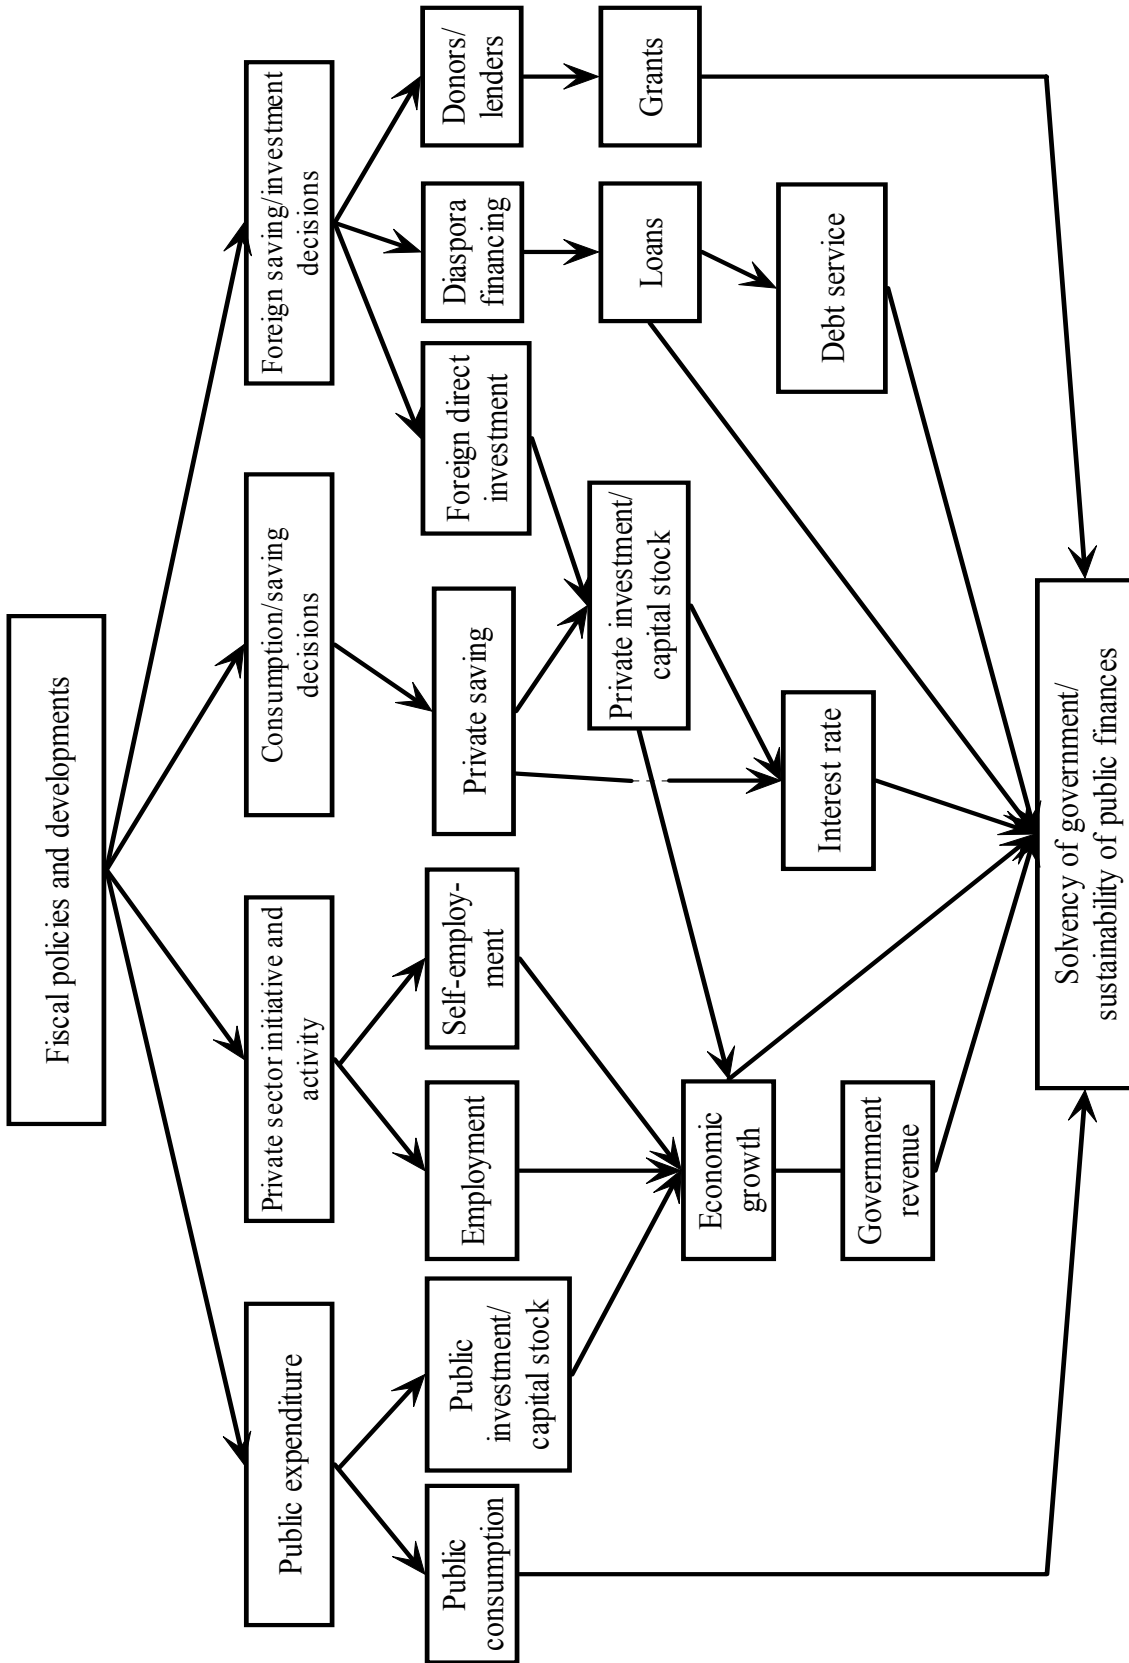 Fiscal policies and developments
Public expenditure
Private sector initiative and
activity
Consumption/saving
decisions
Foreign saving/investment
decisions
Public
consumption
Public
investment/
capital stock
Employment
Self-employ-
ment
Private saving
Foreign direct
investment
Diaspora
financing
Donors/
lenders
Private investment/
capital stock
Loans
Grants
Economic
growth
Interest rate
Debt service
Government
revenue
Solvency of government/
sustainability of public finances